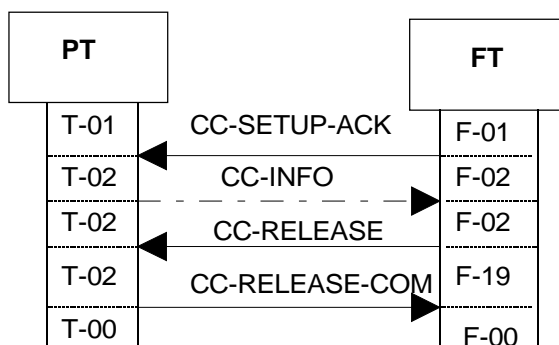 PT
FT
T-01
CC-SETUP-ACK
F-01
T-02
CC-INFO
F-02
T-02
CC-RELEASE
F-02
T-02
CC-RELEASE-COM
F-19
T-00
F-00